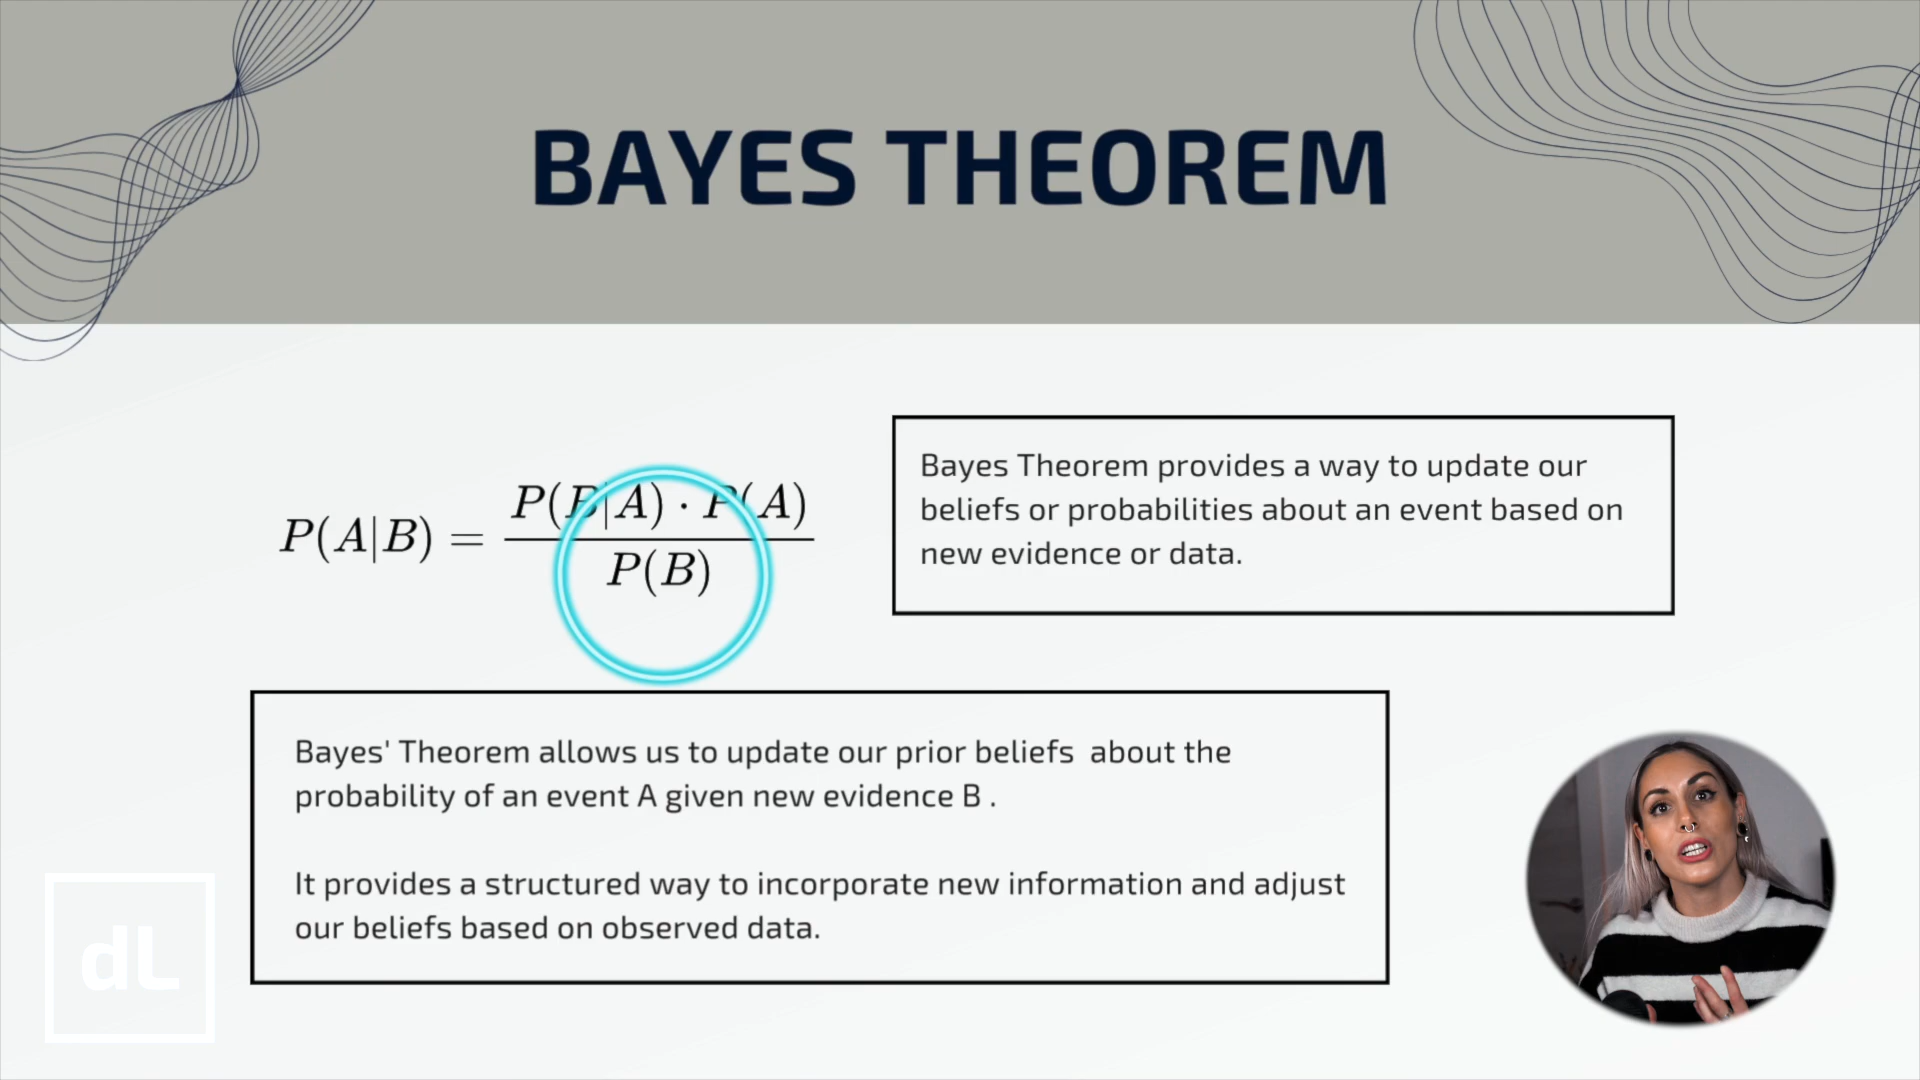 BAYES THEOREM
P(A|B) = P(B|A) · P(A) / P(B)
Bayes Theorem provides a way to update our
beliefs or probabilities about an event based on
new evidence or data.
Bayes' Theorem allows us to update our prior beliefs about the
probability of an event A given new evidence B .
It provides a structured way to incorporate new information and adjust
our beliefs based on observed data.
dL